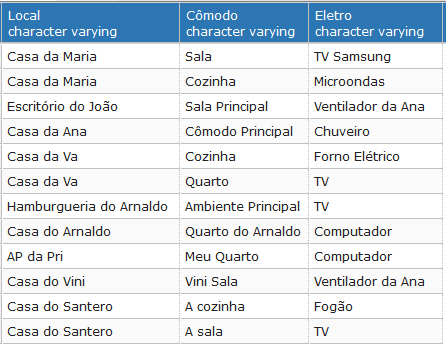 Local Cômodo Eletro
character varying character varying character varying
Casa da Maria Sala TV Samsung
Casa da Maria Cozinha Microondas
Escritório do João Sala Principal Ventilador da Ana
Casa da Ana Cômodo Principal Chuveiro
Casa da Va Cozinha Forno Elétrico
Casa da Va Quarto TV
Hamburgueria do Arnaldo Ambiente Principal TV
Casa do Arnaldo Quarto do Arnaldo Computador
AP da Pri Meu Quarto Computador
Casa do Vini Vini Sala Ventilador da Ana
Casa do Santero A cozinha Fogão
Casa do Santero A sala TV